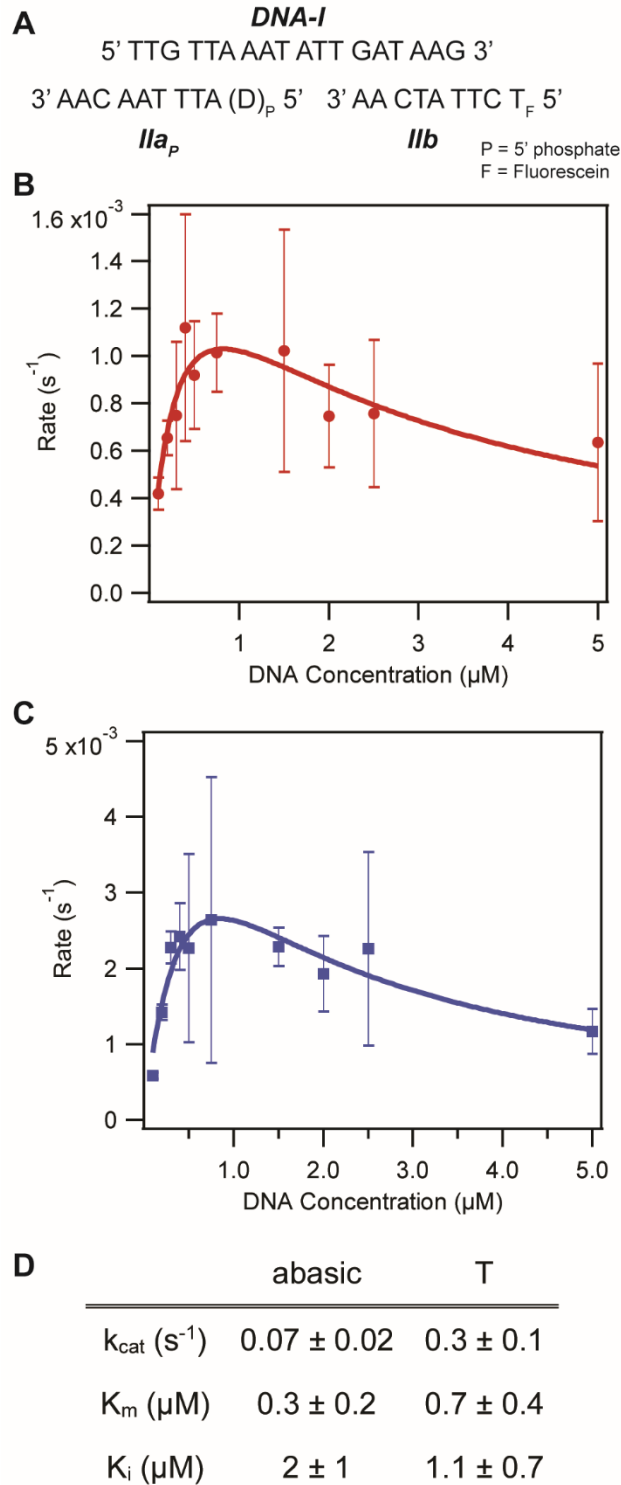 A
DNA-I
5' TTG TTA AAT ATT GAT AAG 3'
3' AAC AAT TTA (D)P 5' 3' AA CTA TTC TF 5'
IIaP IIb
P = 5' phosphate
F = Fluorescein
B
1.6 x10-3
1.4
1.2
1.0
0.8
0.6
0.4
0.2
0.0
Rate (s-1)
1 2 3 4 5
DNA Concentration (µM)
C
5 x10-3
4
3
2
1
0
Rate (s-1)
1.0 2.0 3.0 4.0 5.0
DNA Concentration (µM)
D
abasic T
kcat (s-1) 0.07 ± 0.02 0.3 ± 0.1
Km (µM) 0.3 ± 0.2 0.7 ± 0.4
Ki (µM) 2 ± 1 1.1 ± 0.7